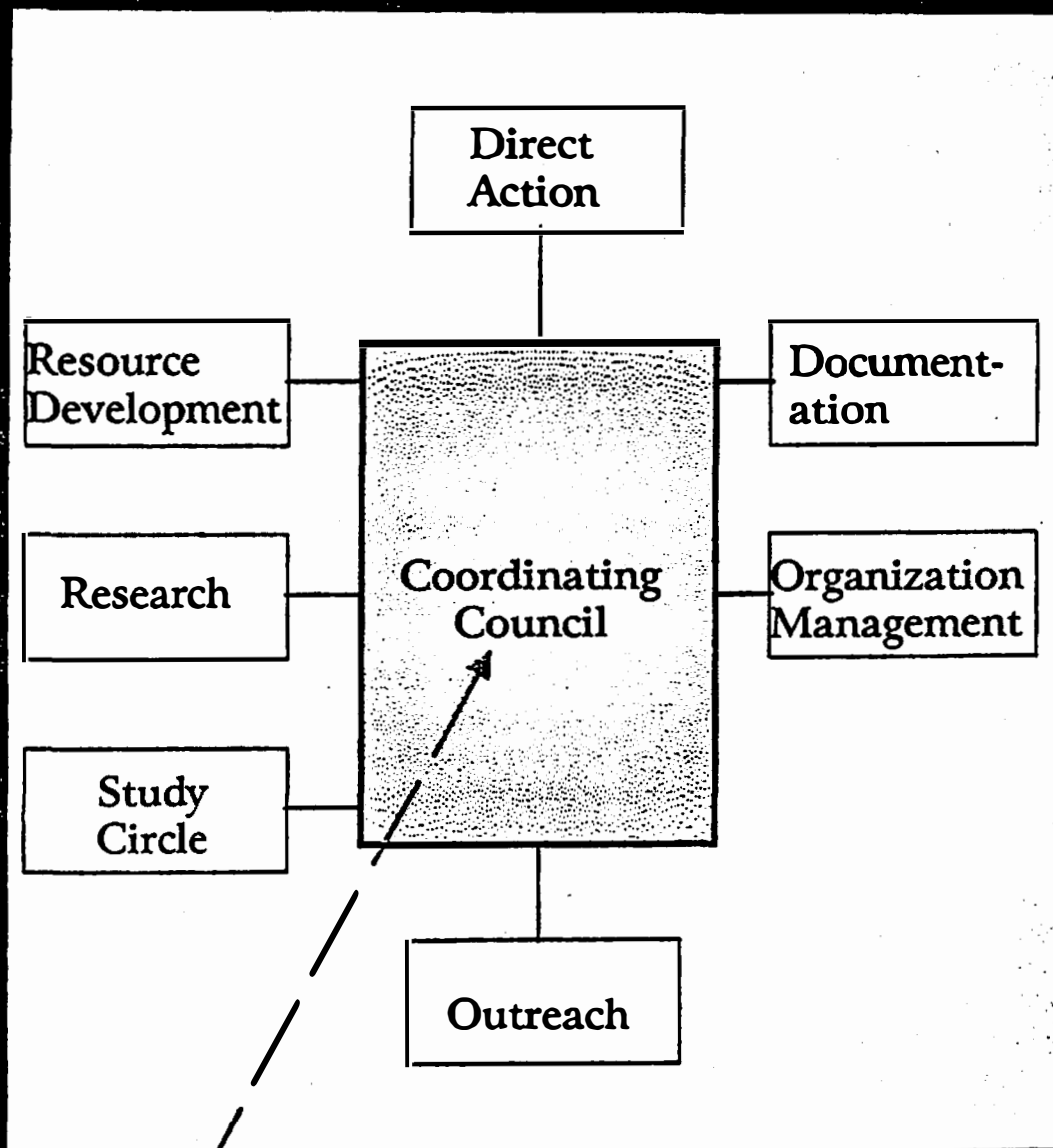 Direct
Action
Resource
Development
Document-
ation
Research
Coordinating
Council
Organization
Management
Study
Circle
Outreach